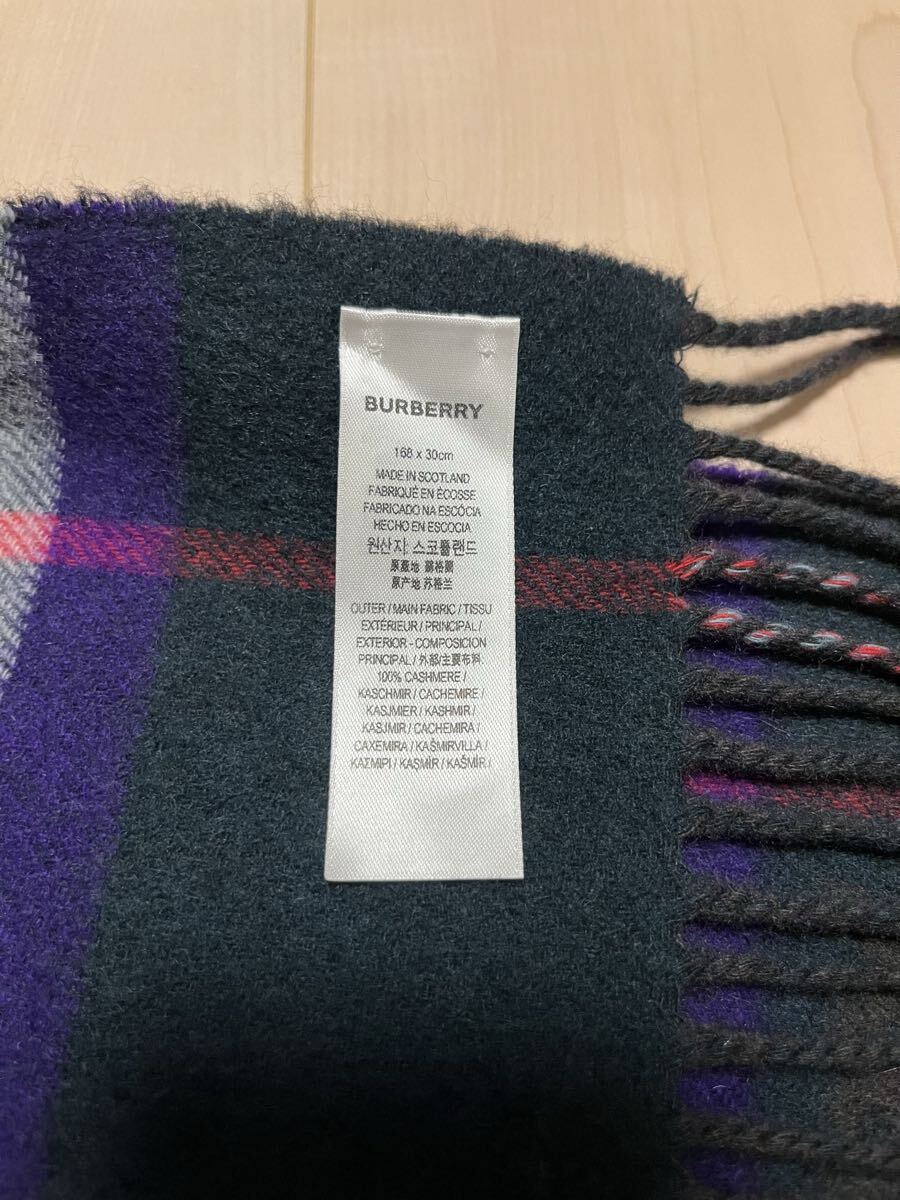 BURBERRY
168 x 30cm
MADE IN SCOTLAND
FABRIQUÉ EN ÉCOSSE
FABRICADO NA ESCÓCIA
HECHO EN ESCOCIA
원산지: 스코틀랜드
原產地 蘇格蘭
原产地 苏格兰
OUTER / MAIN FABRIC / TISSU
EXTÉRIEUR / PRINCIPAL /
EXTERIOR - COMPOSICION
PRINCIPAL / 外部/主要布料
100% CASHMERE /
KASCHMIR / CACHEMIRE /
KASJMIER / KASHMIR /
KASJMIR / CACHEMIRA /
CAXEMIRA / KAŠMIRVILLA /
ΚΑΣΜΙΡΙ / KAŞMİR / KAŠMÍR /